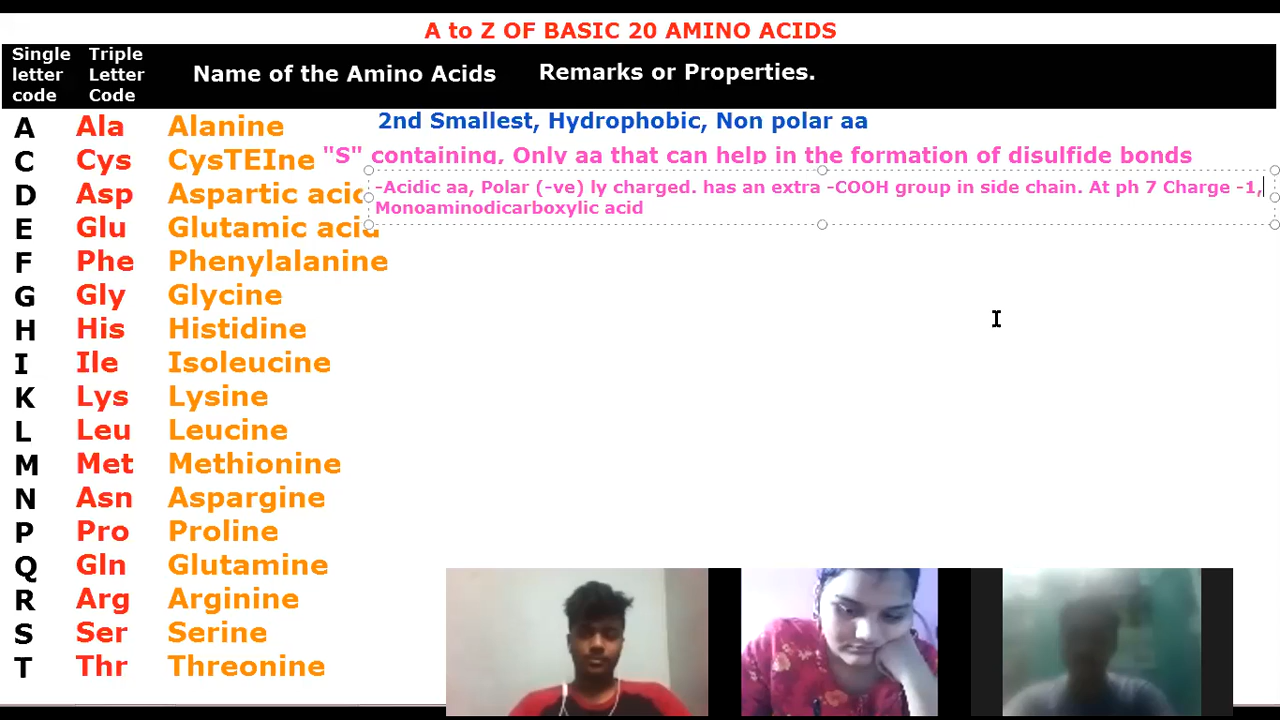 A to Z OF BASIC 20 AMINO ACIDS
Single letter code Triple Letter Code Name of the Amino Acids Remarks or Properties.
A Ala Alanine 2nd Smallest, Hydrophobic, Non polar aa
C Cys CysTEIne "S" containing, Only aa that can help in the formation of disulfide bonds
D Asp Aspartic acid -Acidic aa, Polar (-ve) ly charged. has an extra -COOH group in side chain. At ph 7 Charge -1,
Monoaminodicarboxylic acid
E Glu Glutamic acid
F Phe Phenylalanine
G Gly Glycine
H His Histidine
I Ile Isoleucine
K Lys Lysine
L Leu Leucine
M Met Methionine
N Asn Aspargine
P Pro Proline
Q Gln Glutamine
R Arg Arginine
S Ser Serine
T Thr Threonine